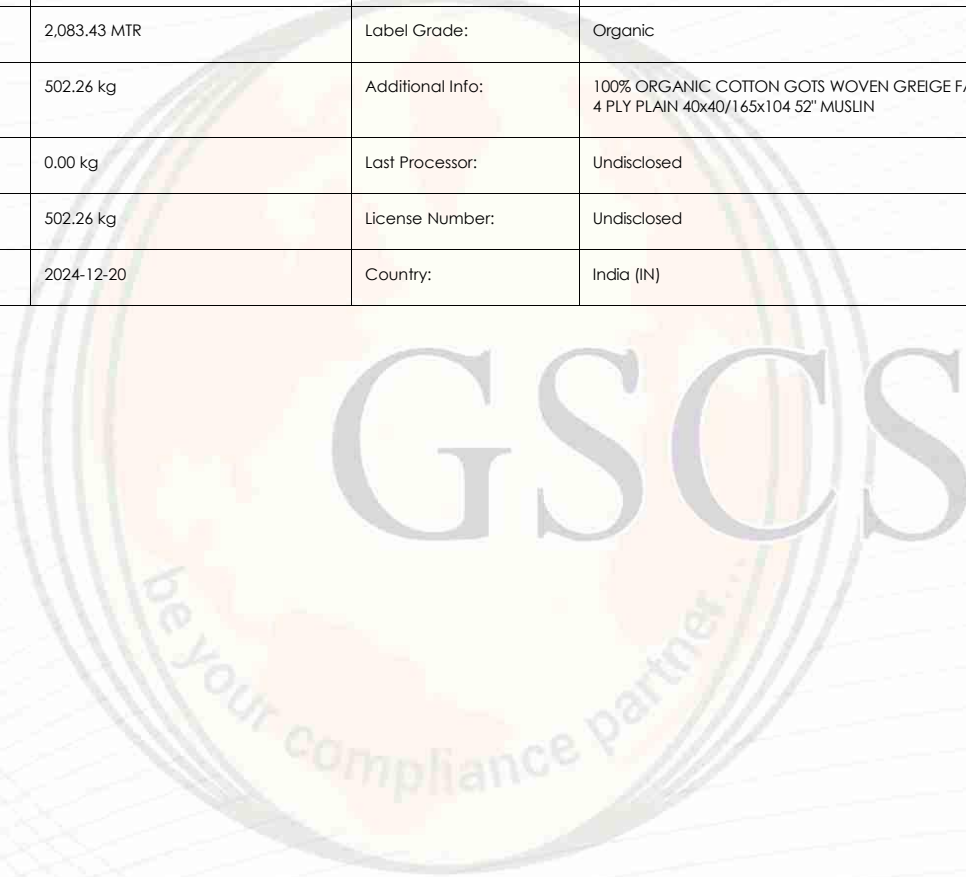 2,083.43 MTR Label Grade: Organic
502.26 kg Additional Info: 100% ORGANIC COTTON GOTS WOVEN GREIGE
4 PLY PLAIN 40x40/165x104 52" MUSLIN
0.00 kg Last Processor: Undisclosed
502.26 kg License Number: Undisclosed
2024-12-20 Country: India (IN)
GSCS
be your compliance partner...